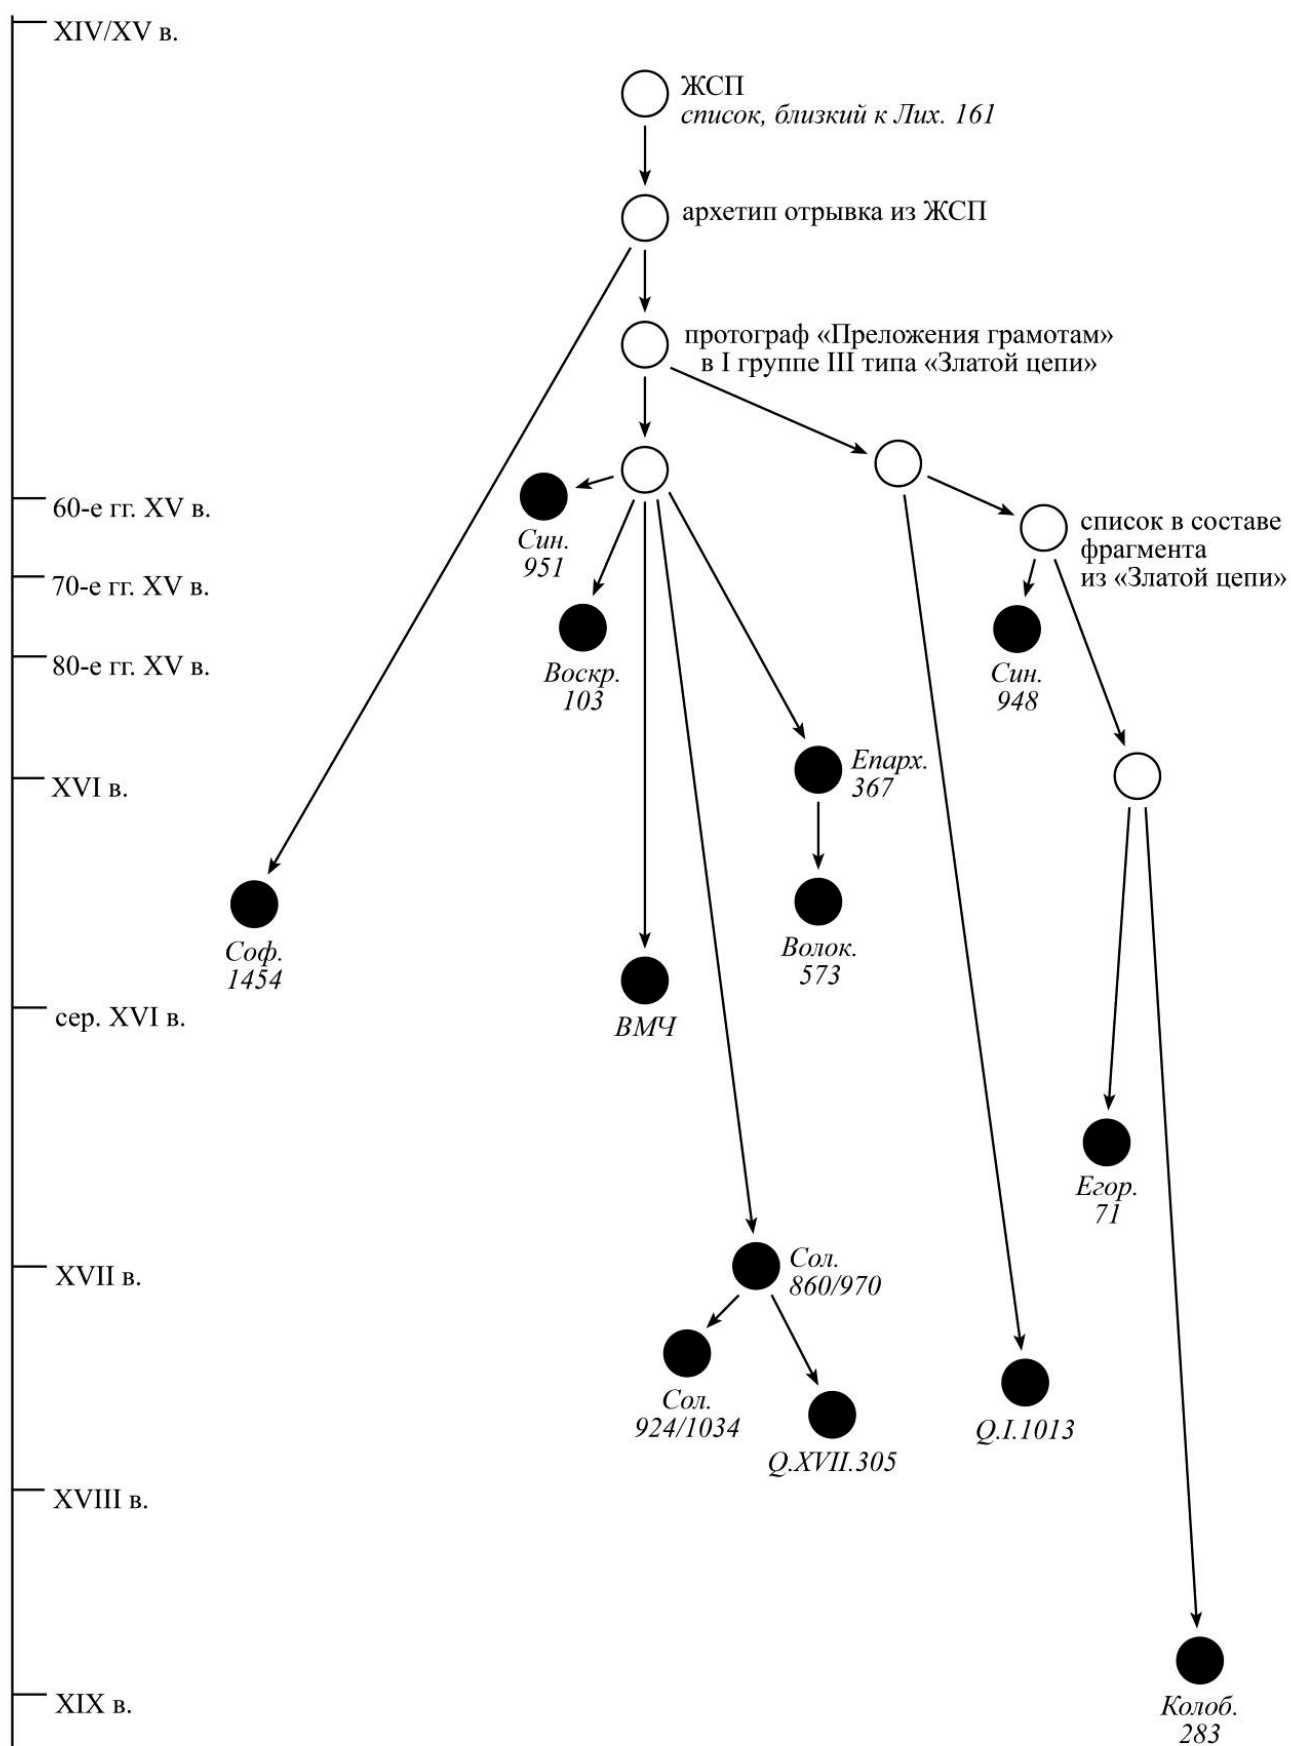 XIV/XV в.
ЖСП
список, близкий к Лих. 161
архетип отрывка из ЖСП
протограф «Преложения грамотам»
в I группе III типа «Златой цепи»
60-е гг. XV в.
Син.
951
список в составе
фрагмента
из «Златой цепи»
70-е гг. XV в.
80-е гг. XV в.
Воскр.
103
Син.
948
XVI в.
Епарх.
367
Соф.
1454
Волок.
573
сер. XVI в.
ВМЧ
Егор.
71
XVII в.
Сол.
860/970
Сол.
924/1034
Q.XVII.305
Q.I.1013
XVIII в.
XIX в.
Колоб.
283